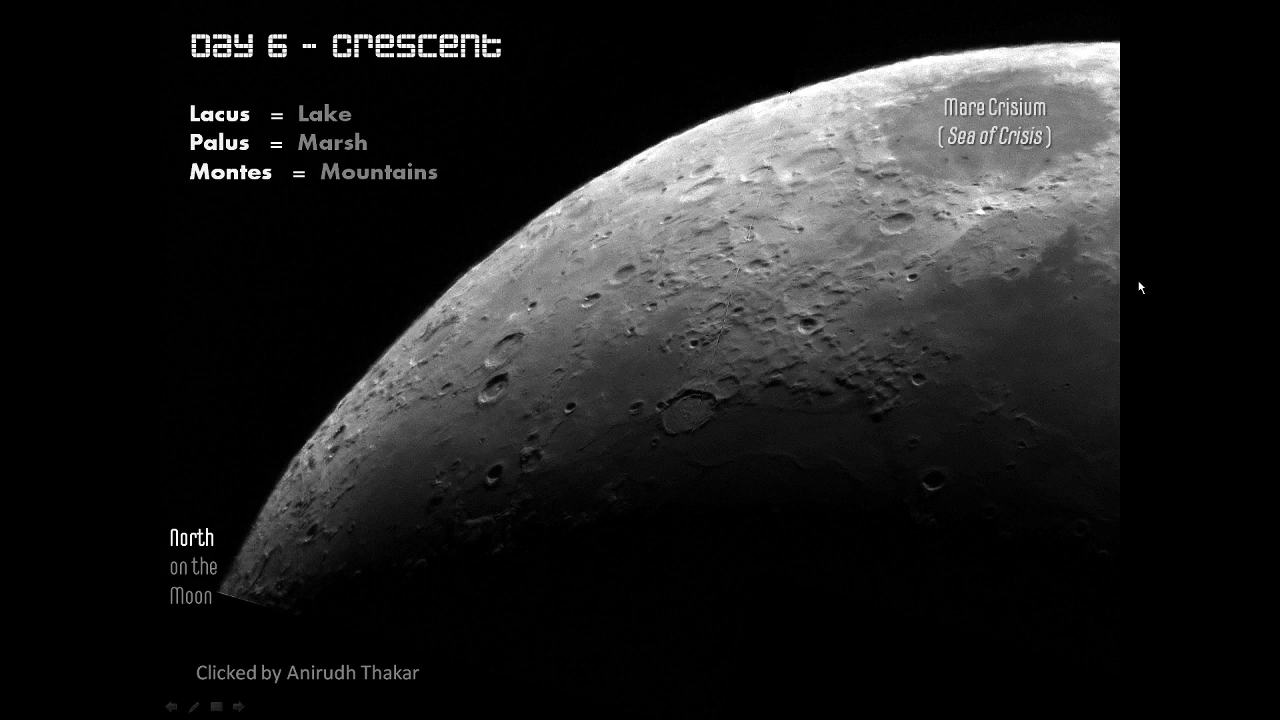 Day 6 - Crescent
Lacus = Lake
Palus = Marsh
Montes = Mountains
Mare Crisium
( Sea of Crisis )
North
on the
Moon
Clicked by Anirudh Thakar